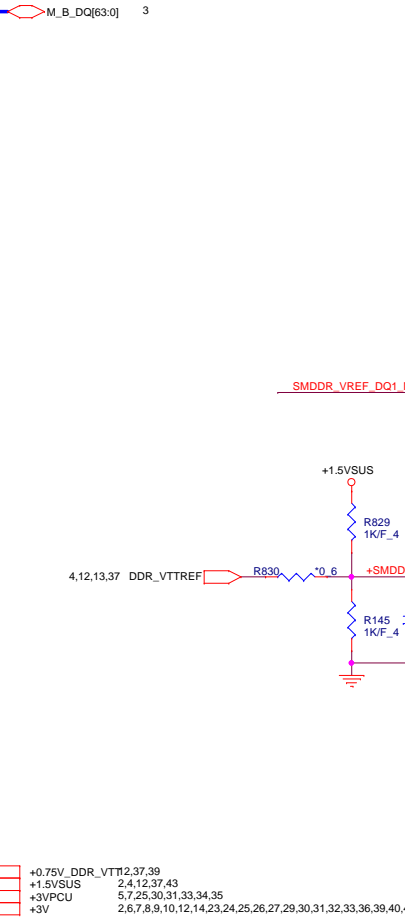 M_B_DQ[63:0] 3
SMDDR_VREF_DQ1_
+1.5VSUS
R829
1K/F_4
4,12,13,37 DDR_VTTREF R830 *0_6 +SMDD
R145
1K/F_4
+0.75V_DDR_VTT 12,37,39
+1.5VSUS 2,4,12,37,43
+3VPCU 5,7,25,30,31,33,34,35
+3V 2,6,7,8,9,10,12,14,23,24,25,26,27,29,30,31,32,33,36,39,40,